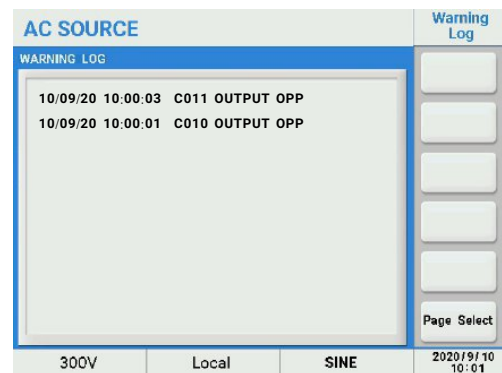 AC SOURCE
Warning
Log
WARNING LOG
10/09/20 10:00:03 C011 OUTPUT OPP
10/09/20 10:00:01 C010 OUTPUT OPP
Page Select
300V Local SINE 2020/9/10
10:01